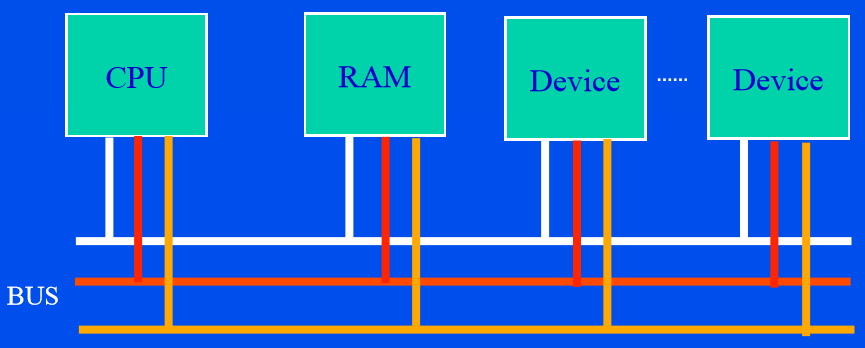 CPU
RAM
Device
......
Device
BUS